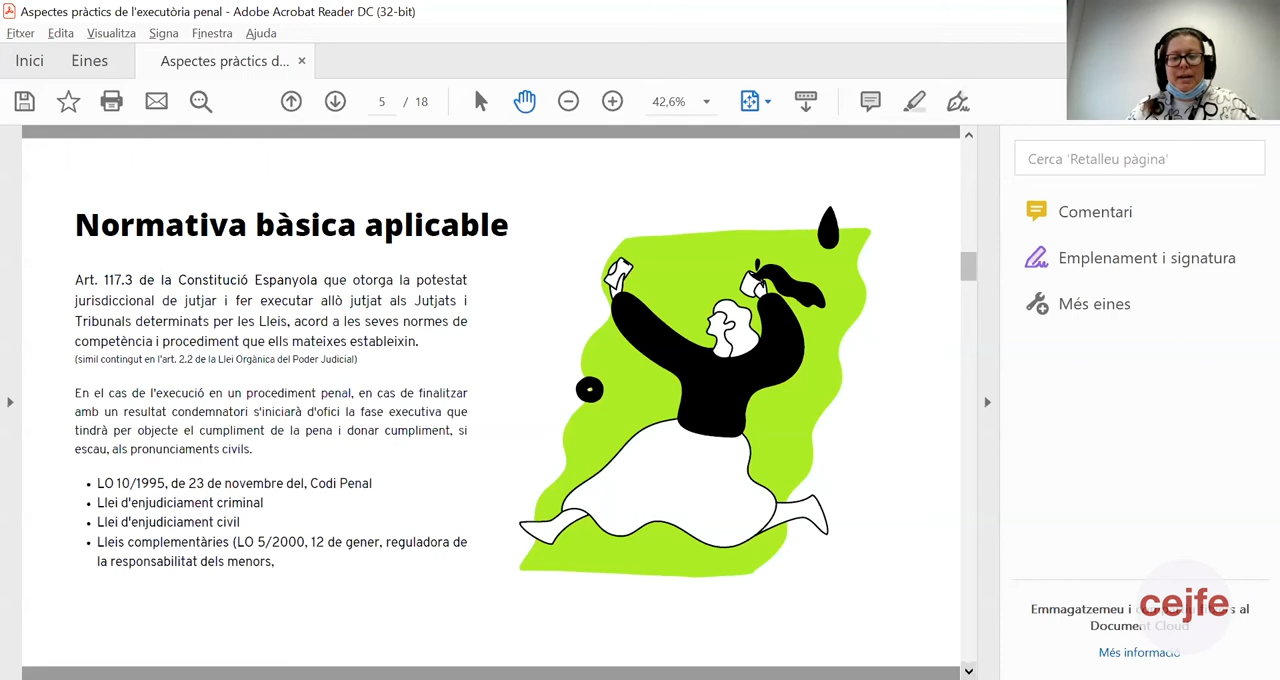 Aspectes pràctics de l'executòria penal - Adobe Acrobat Reader DC (32-bit)
Fitxer Edita Visualitza Signa Finestra Ajuda
Inici Eines Aspectes pràctics d... ×
5 / 18 42,6%
Cerca 'Retalleu pàgina'
Comentari
Emplenament i signatura
Més eines
Normativa bàsica aplicable
Art. 117.3 de la Constitució Espanyola que otorga la potestat
jurisdiccional de jutjar i fer executar allò jutjat als Jutjats i
Tribunals determinats per les Lleis, acord a les seves normes de
competència i procediment que ells mateixes estableixin.
(simil contingut en l'art. 2.2 de la Llei Orgànica del Poder Judicial)
En el cas de l'execució en un procediment penal, en cas de finalitzar
amb un resultat condemnatori s'iniciarà d'ofici la fase executiva que
tindrà per objecte el cumpliment de la pena i donar cumpliment, si
escau, als pronunciaments civils.
• LO 10/1995, de 23 de novembre del, Codi Penal
• Llei d'enjudiciament criminal
• Llei d'enjudiciament civil
• Lleis complementàries (LO 5/2000, 12 de gener, reguladora de
la responsabilitat dels menors,
cejfe
Emmagatzemeu i al
Document Cloud
Més informació